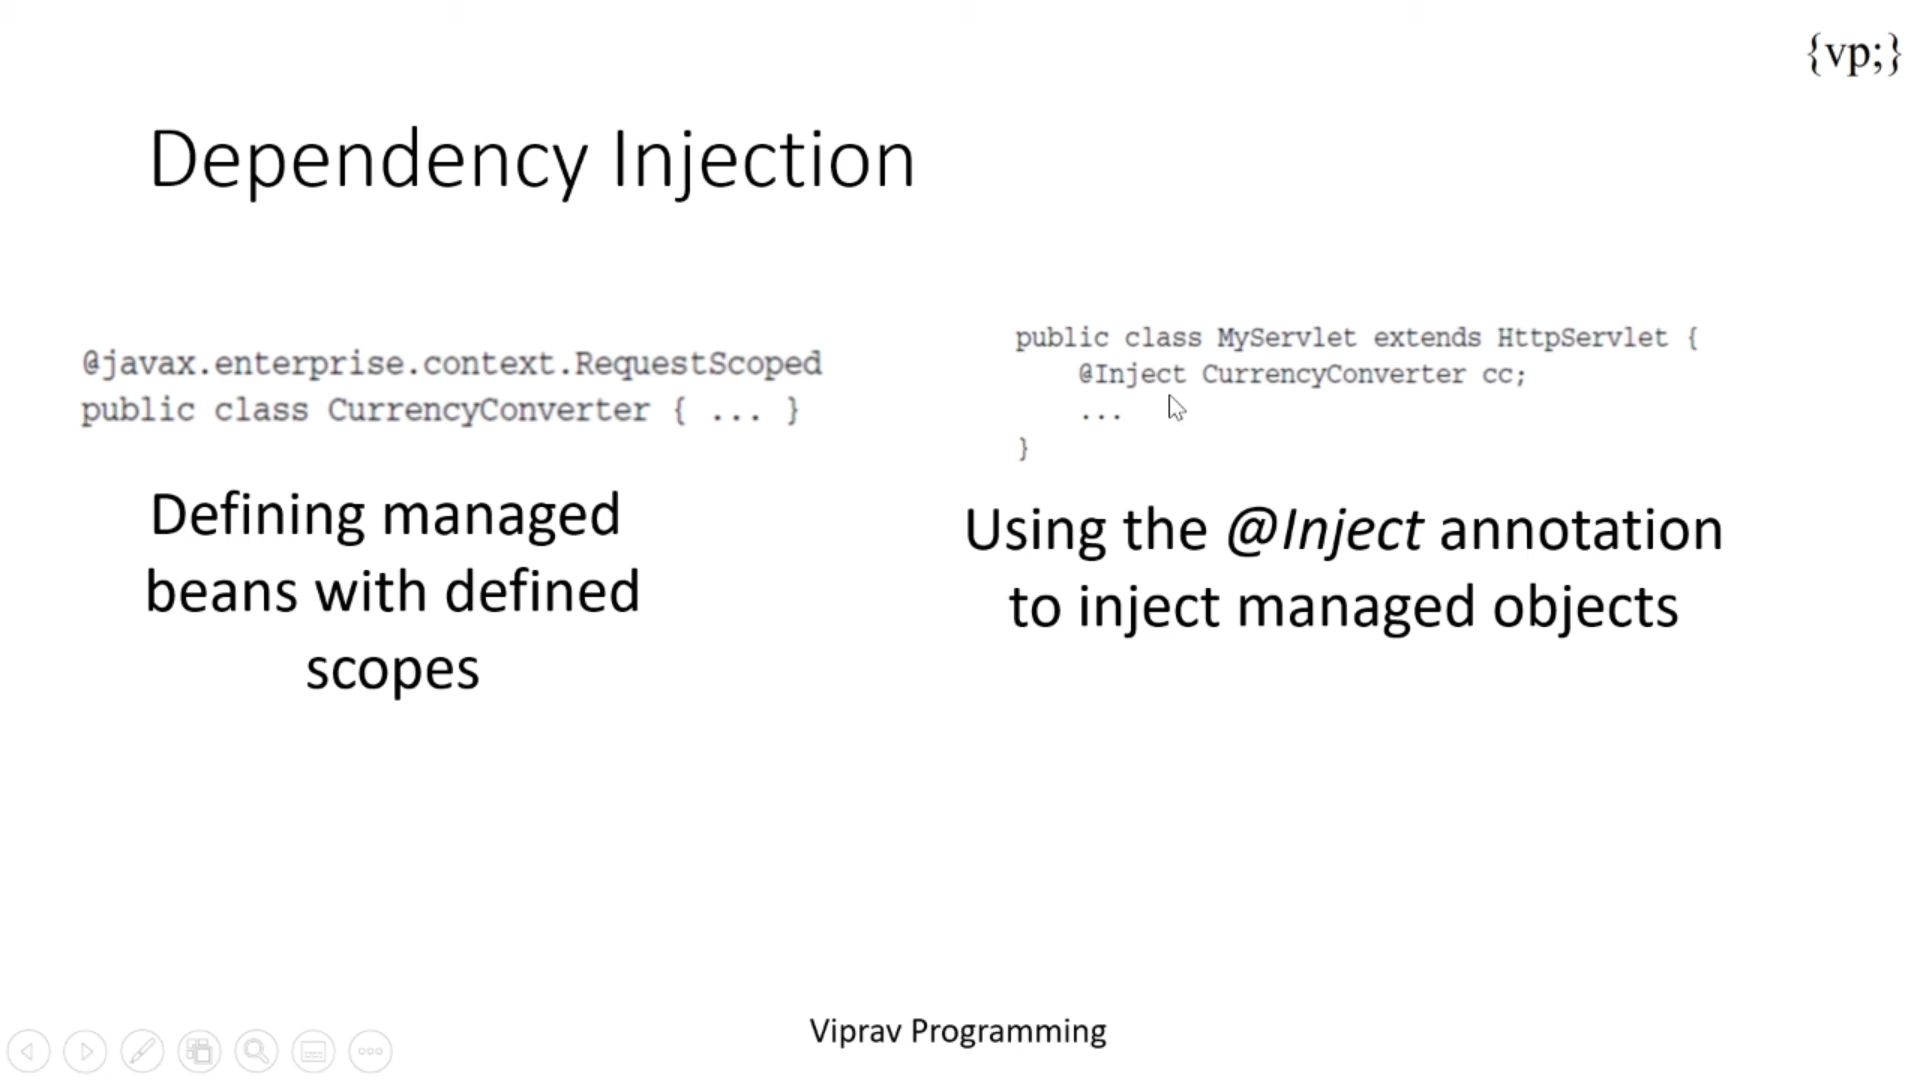 {vp;}
Dependency Injection
@javax.enterprise.context.RequestScoped
public class CurrencyConverter { ... }
Defining managed
beans with defined
scopes
public class MyServlet extends HttpServlet {
@Inject CurrencyConverter cc;
...
}
Using the @Inject annotation
to inject managed objects
Viprav Programming